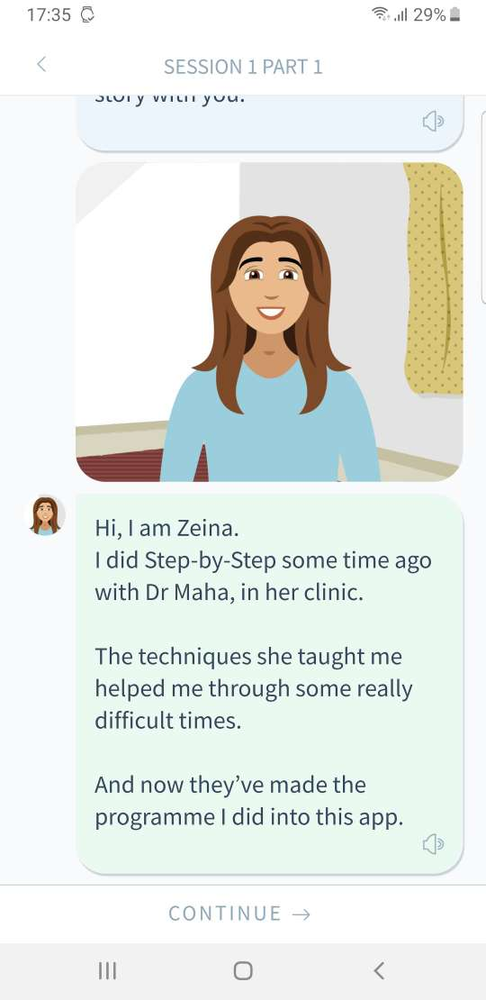 17:35
29%
SESSION 1 PART 1
story with you.
Hi, I am Zeina.
I did Step-by-Step some time ago
with Dr Maha, in her clinic.
The techniques she taught me
helped me through some really
difficult times.
And now they’ve made the
programme I did into this app.
CONTINUE →